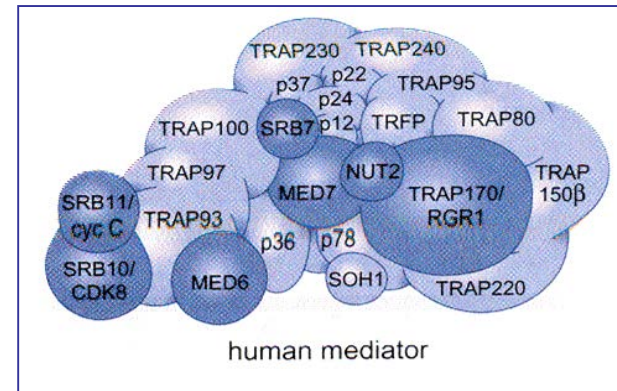 TRAP230
TRAP240
p37
p22
TRAP95
p24
TRAP100
SRB7
p12
TRFP
TRAP80
TRAP97
MED7
NUT2
TRAP170/
RGR1
TRAP
150β
SRB11/
cyc C
TRAP93
p36
p78
SRB10/
CDK8
MED6
SOH1
TRAP220
human mediator